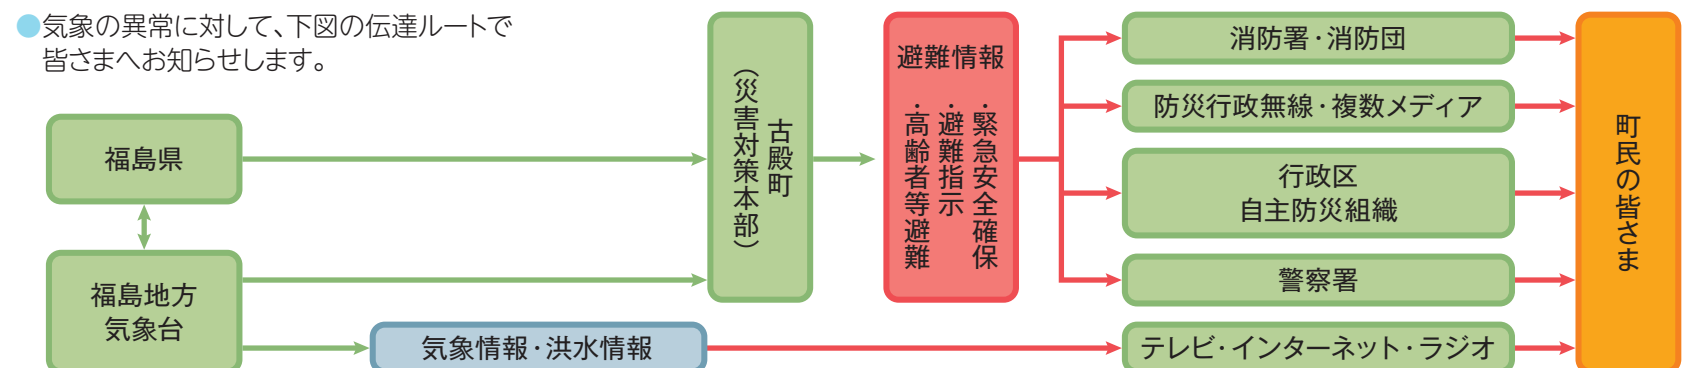 ●気象の異常に対して、下図の伝達ルートで
皆さまへお知らせします。
福島県
福島地方
気象台
気象情報・洪水情報
古殿町
（災害対策本部）
避難情報
・緊急安全確保
・避難指示
・高齢者等避難
消防署・消防団
防災行政無線・複数メディア
行政区
自主防災組織
警察署
テレビ・インターネット・ラジオ
町民の皆さま